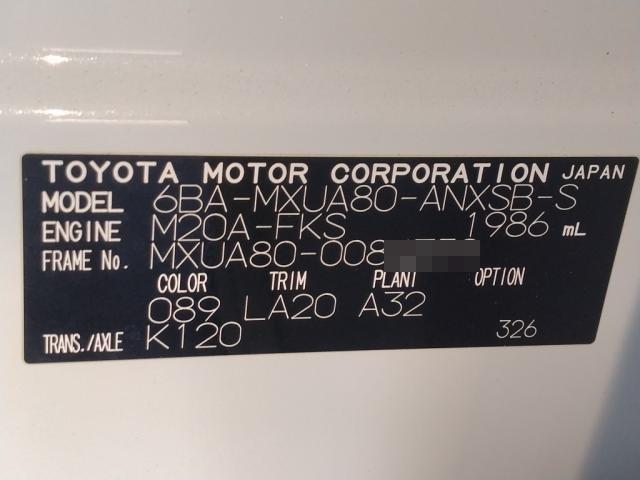 TOYOTA MOTOR CORPORATION JAPAN
MODEL 6BA-MXUA80-ANXSB-S
ENGINE M20A-FKS 1986 mL
FRAME No. MXUA80-008
COLOR TRIM PLANT OPTION
089 LA20 A32
TRANS./AXLE K120 326